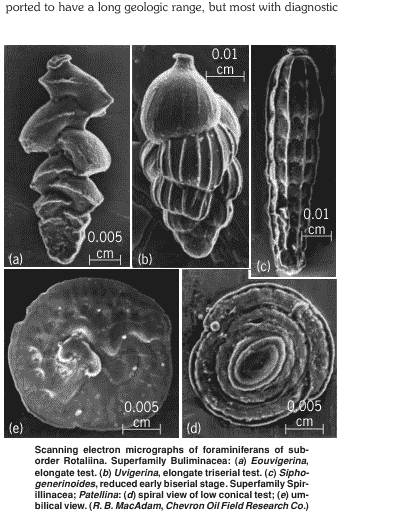 ported to have a long geologic range, but most with diagnostic
0.01
cm
0.005
cm
0.01
cm
(a)
(b)
(c)
0.005
cm
0.005
cm
(e)
(d)
Scanning electron micrographs of foraminiferans of sub-
order Rotaliina. Superfamily Buliminacea: (a) Eouvigerina,
elongate test. (b) Uvigerina, elongate triserial test. (c) Sipho-
generinoides, reduced early biserial stage. Superfamily Spir-
illinacea; Patellina: (d) spiral view of low conical test; (e) um-
bilical view. (R. B. MacAdam, Chevron Oil Field Research Co.)